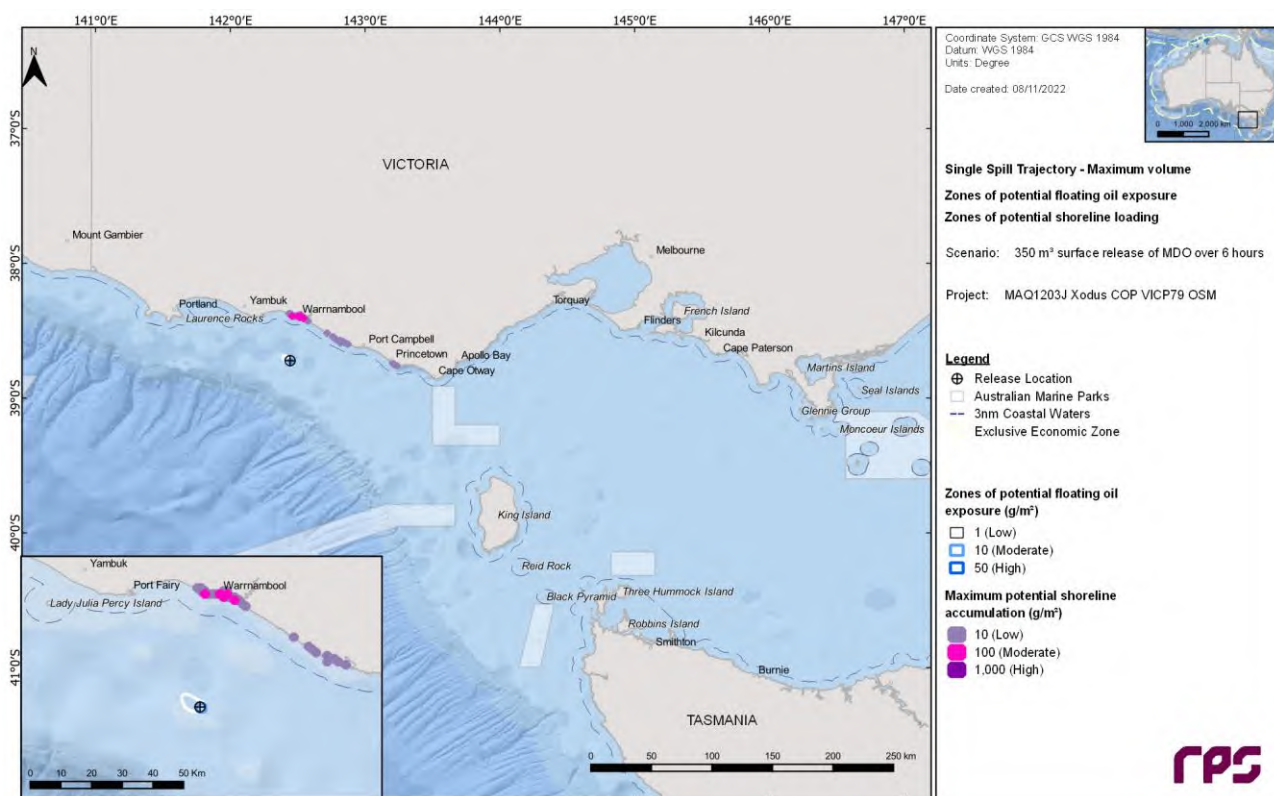 141°0'E
142°0'E
143°0'E
144°0'E
145°0'E
146°0'E
147°0'E
37°0'S
38°0'S
39°0'S
40°0'S
41°0'S
N
VICTORIA
Mount Gambier
Melbourne
Portland
Yambuk
Warrnambool
Laurence Rocks
Torquay
Flinders
French Island
Kilcunda
Cape Paterson
Port Campbell
Princetown
Apollo Bay
Cape Otway
Martins Island
Seal Islands
Glennie Group
Moncoeur Islands
King Island
Reid Rock
Black Pyramid
Three Hummock Island
Robbins Island
Smithton
Burnie
TASMANIA
0 50 100 150 200 250
km
Yambuk
Port Fairy
Warrnambool
Lady Julia Percy Island
0 10 20 30 40 50 Km
Coordinate System: GCS WGS 1984
Datum: WGS 1984
Units: Degree
Date created: 08/11/2022
0 1,000 2,000 km
Single Spill Trajectory - Maximum volume
Zones of potential floating oil exposure
Zones of potential shoreline loading
Scenario: 350 m³ surface release of MDO over 6 hours
Project: MAQ1203J Xodus COP VICP79 OSM
Legend
Release Location
Australian Marine Parks
3nm Coastal Waters
Exclusive Economic Zone
Zones of potential floating oil
exposure (g/m²)
1 (Low)
10 (Moderate)
50 (High)
Maximum potential shoreline
accumulation (g/m²)
10 (Low)
100 (Moderate)
1,000 (High)
rps